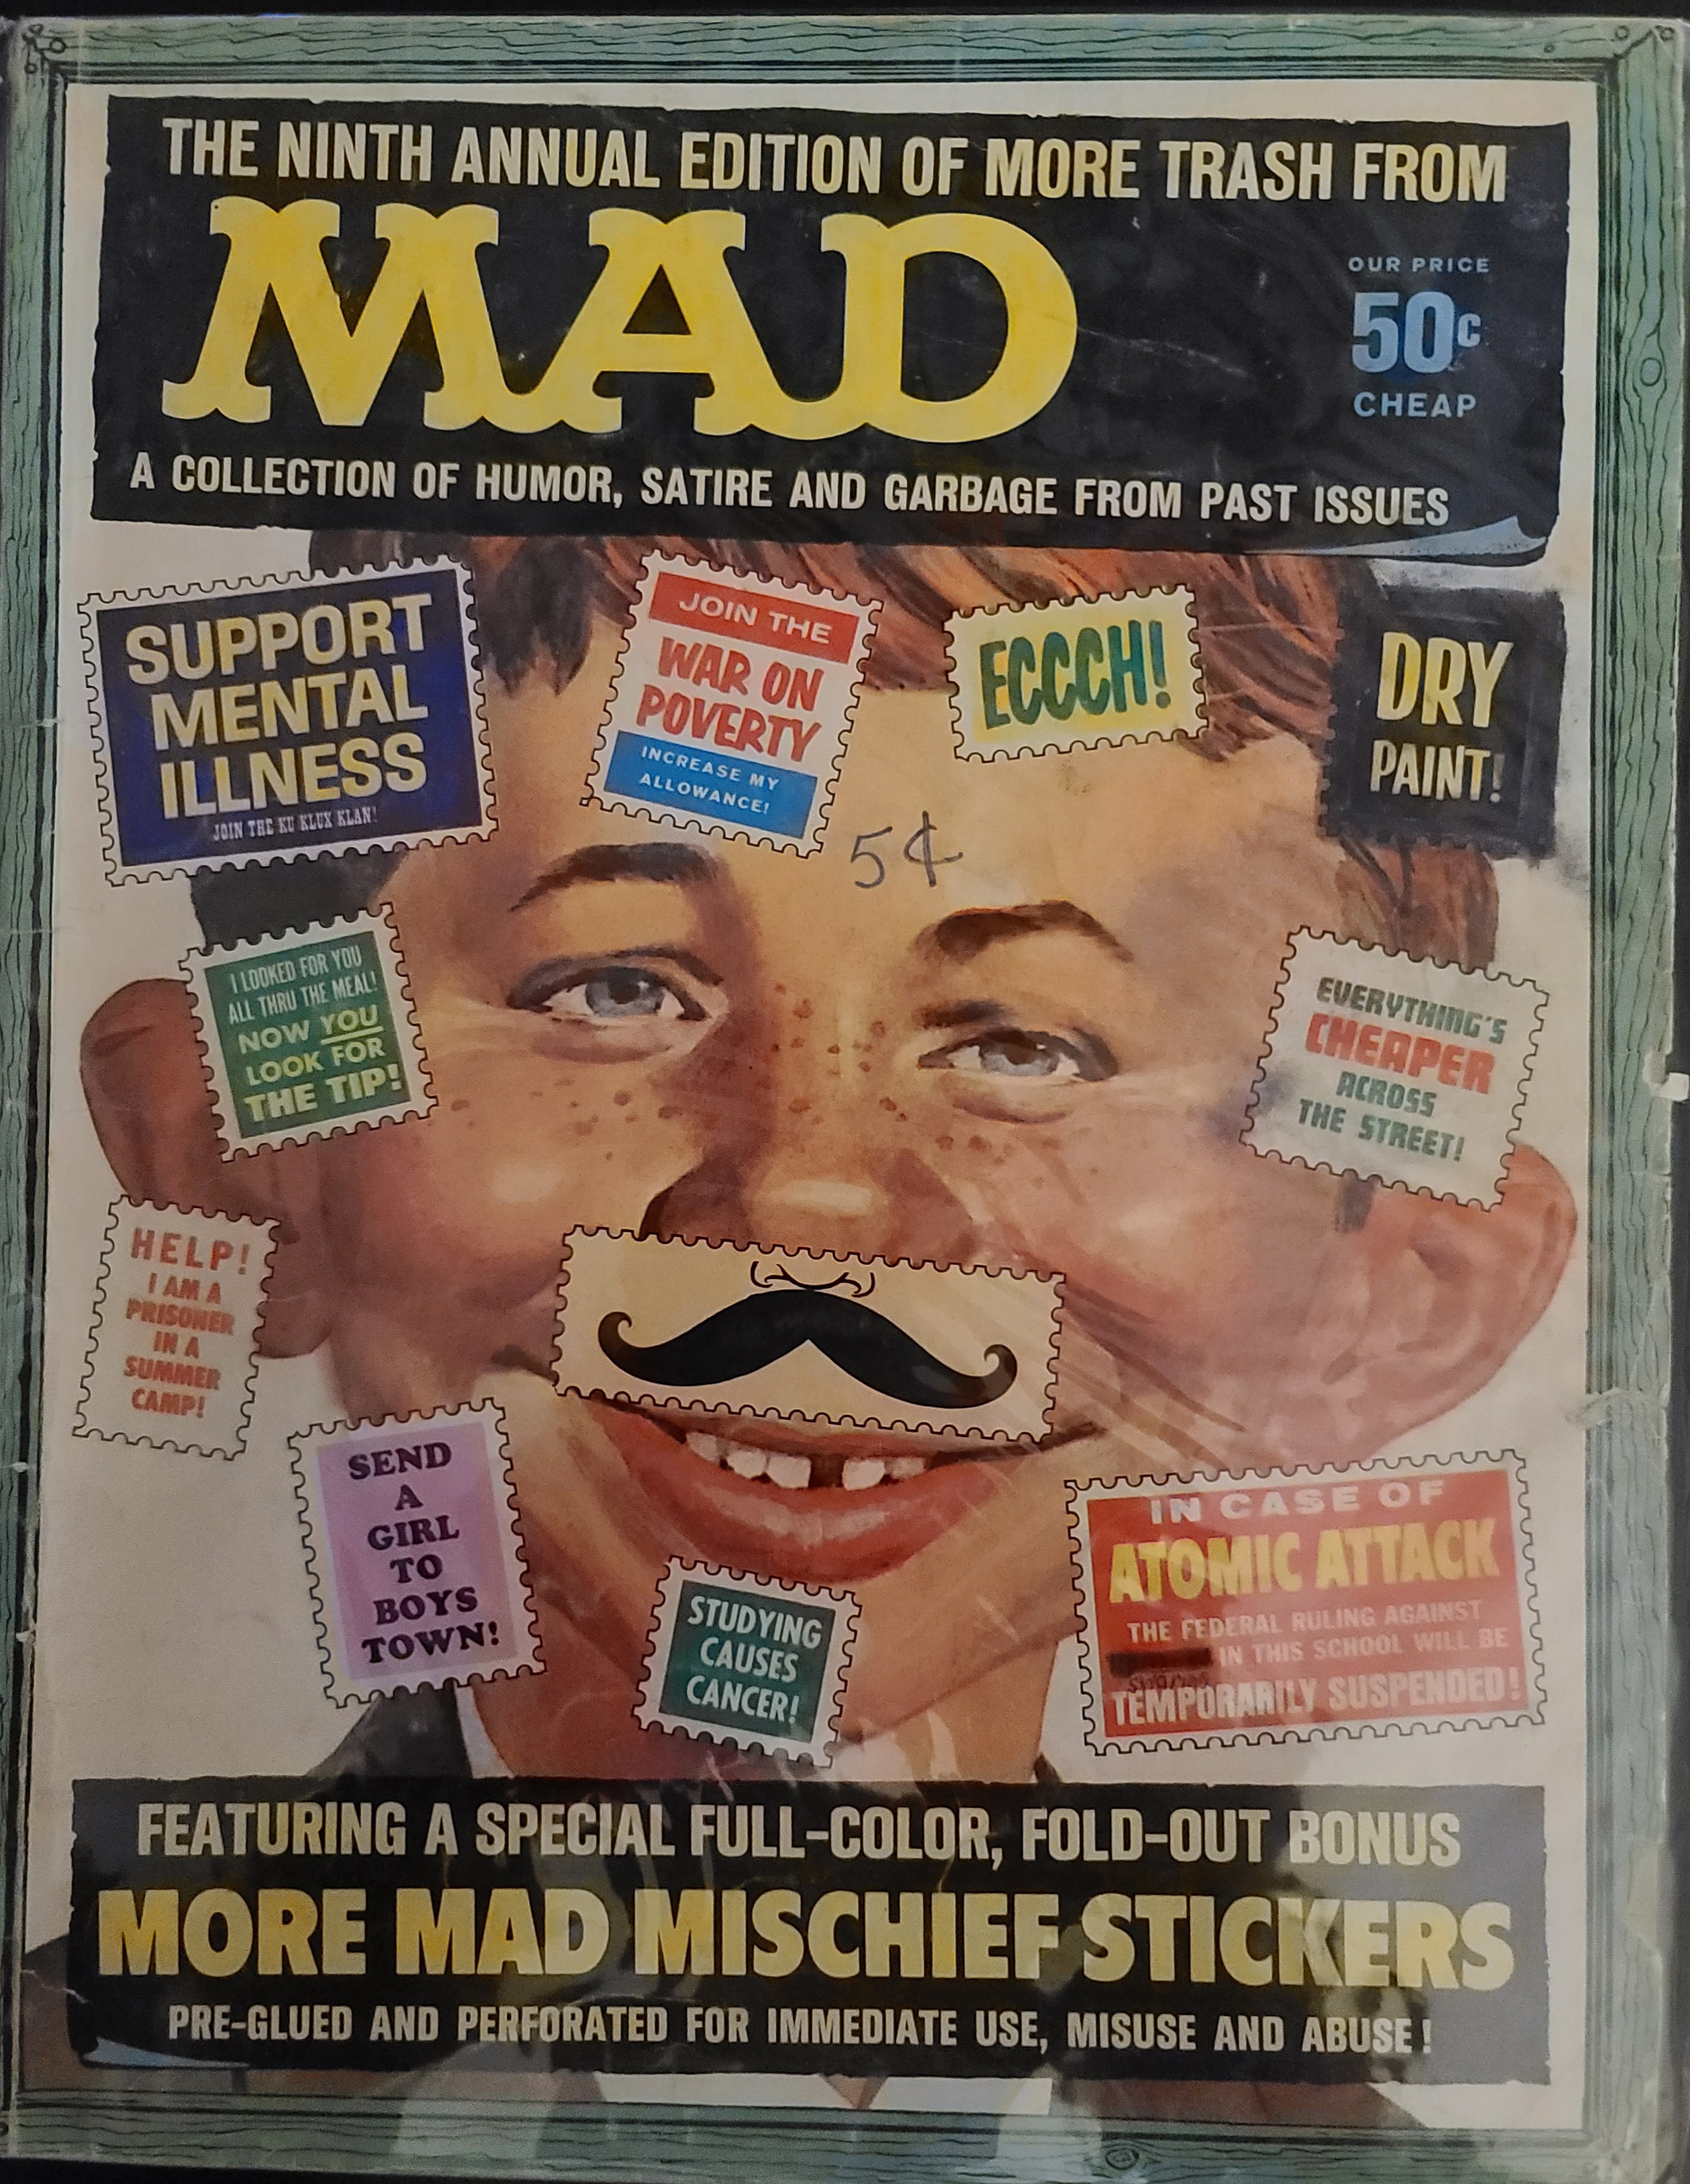 THE NINTH ANNUAL EDITION OF MORE TRASH FROM
MAD
OUR PRICE
50c
CHEAP
A COLLECTION OF HUMOR, SATIRE AND GARBAGE FROM PAST ISSUES
SUPPORT
MENTAL
ILLNESS
JOIN THE KU KLUX KLAN!
JOIN THE
WAR ON
POVERTY
INCREASE MY
ALLOWANCE!
ECCCH!
DRY
PAINT!
5¢
I LOOKED FOR YOU
ALL THRU THE MEAL!
NOW YOU
LOOK FOR
THE TIP!
EVERYTHING'S
CHEAPER
ACROSS
THE STREET!
HELP!
I AM A
PRISONER
IN A
SUMMER
CAMP!
SEND
A
GIRL
TO
BOYS
TOWN!
STUDYING
CAUSES
CANCER!
IN CASE OF
ATOMIC ATTACK
THE FEDERAL RULING AGAINST
IN THIS SCHOOL WILL BE
TEMPORARILY SUSPENDED!
FEATURING A SPECIAL FULL-COLOR, FOLD-OUT BONUS
MORE MAD MISCHIEF STICKERS
PRE-GLUED AND PERFORATED FOR IMMEDIATE USE, MISUSE AND ABUSE!